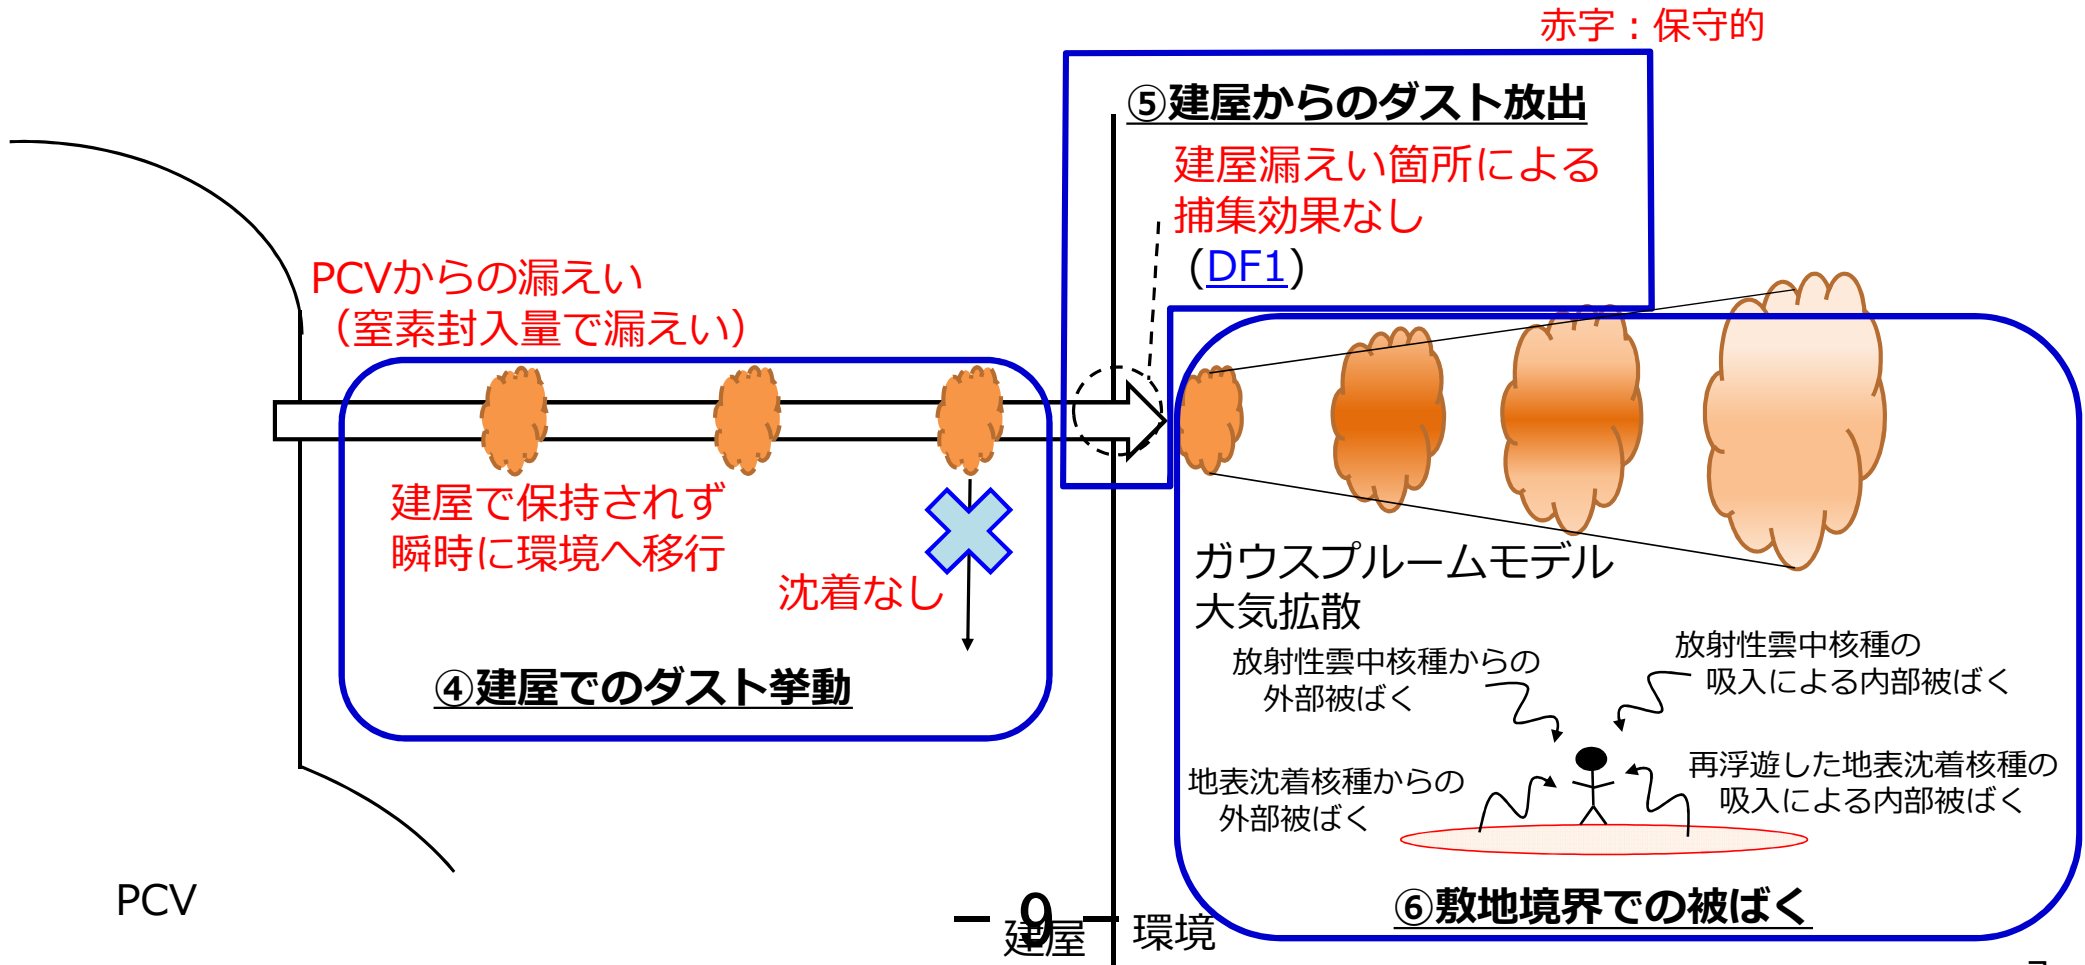 赤字：保守的
⑤建屋からのダスト放出
建屋漏えい箇所による
捕集効果なし
（DF1）
PCVからの漏えい
（窒素封入量で漏えい）
建屋で保持されず
瞬時に環境へ移行
沈着なし
④建屋でのダスト挙動
ガウスプルームモデル
大気拡散
放射性雲中核種からの
外部被ばく
放射性雲中核種の
吸入による内部被ばく
地表沈着核種からの
外部被ばく
再浮遊した地表沈着核種の
吸入による内部被ばく
⑥敷地境界での被ばく
PCV
－ 9 －
建屋
環境